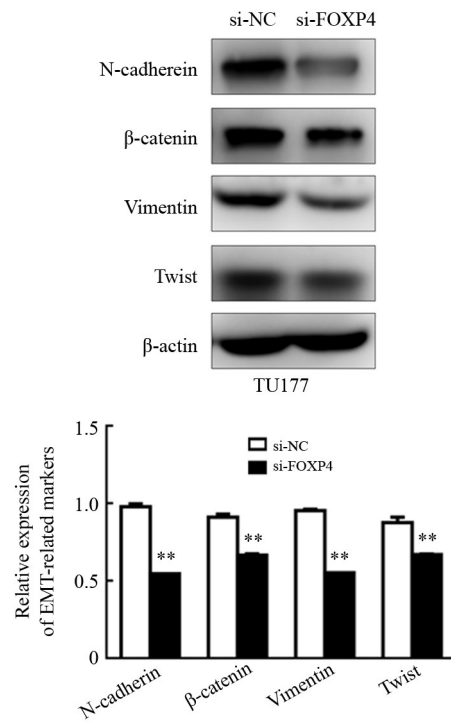 si-NC si-FOXP4
N-cadherein
β-catenin
Vimentin
Twist
β-actin
TU177
1.5
1.0
0.5
0
Relative expression
of EMT-related markers
si-NC
si-FOXP4
** ** ** **
N-cadherin β-catenin Vimentin Twist